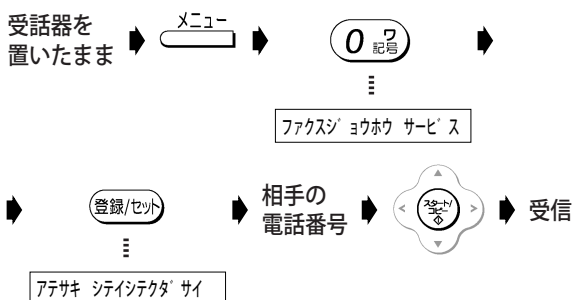 受話器を
置いたまま
メニュー
0 ワ
記号
ファクスジョウホウ サービス
登録/セット
相手の
電話番号
スタート/
コピー
受信
アテサキ シテイシテクダサイ